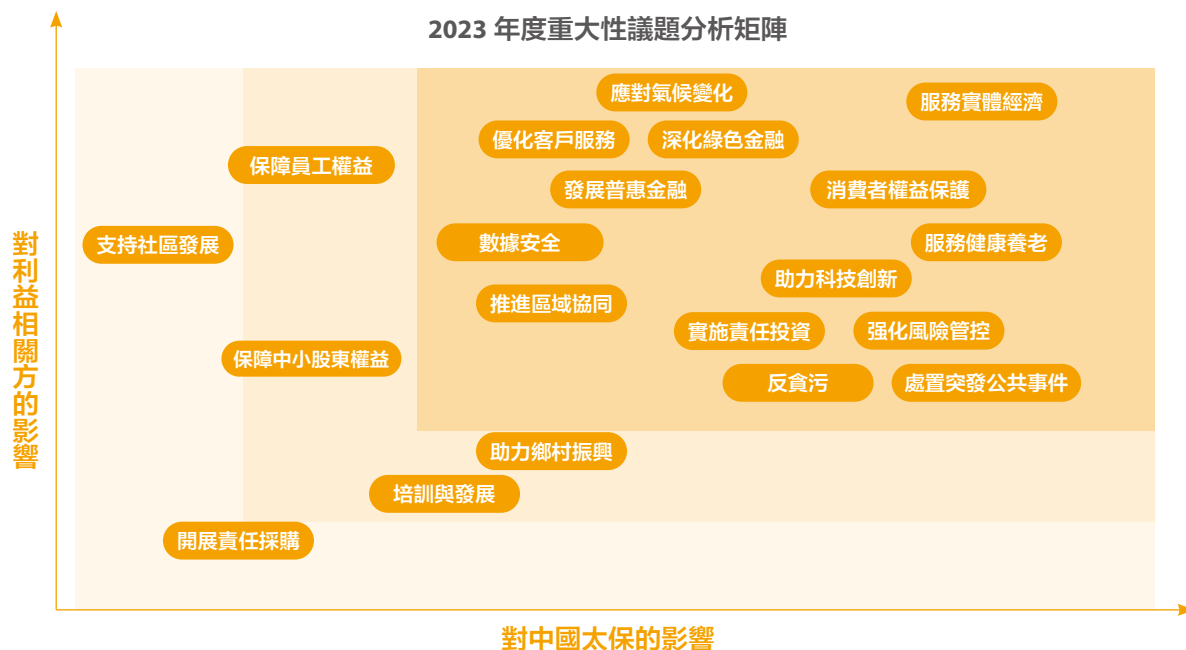 2023 年度重大性議題分析矩陣
應對氣候變化
服務實體經濟
優化客戶服務
深化綠色金融
保障員工權益
發展普惠金融
消費者權益保護
支持社區發展
數據安全
服務健康養老
助力科技創新
推進區域協同
實施責任投資
强化風險管控
保障中小股東權益
反貪污
處置突發公共事件
助力鄉村振興
培訓與發展
開展責任採購
對利益相關方的影響
對中國太保的影響